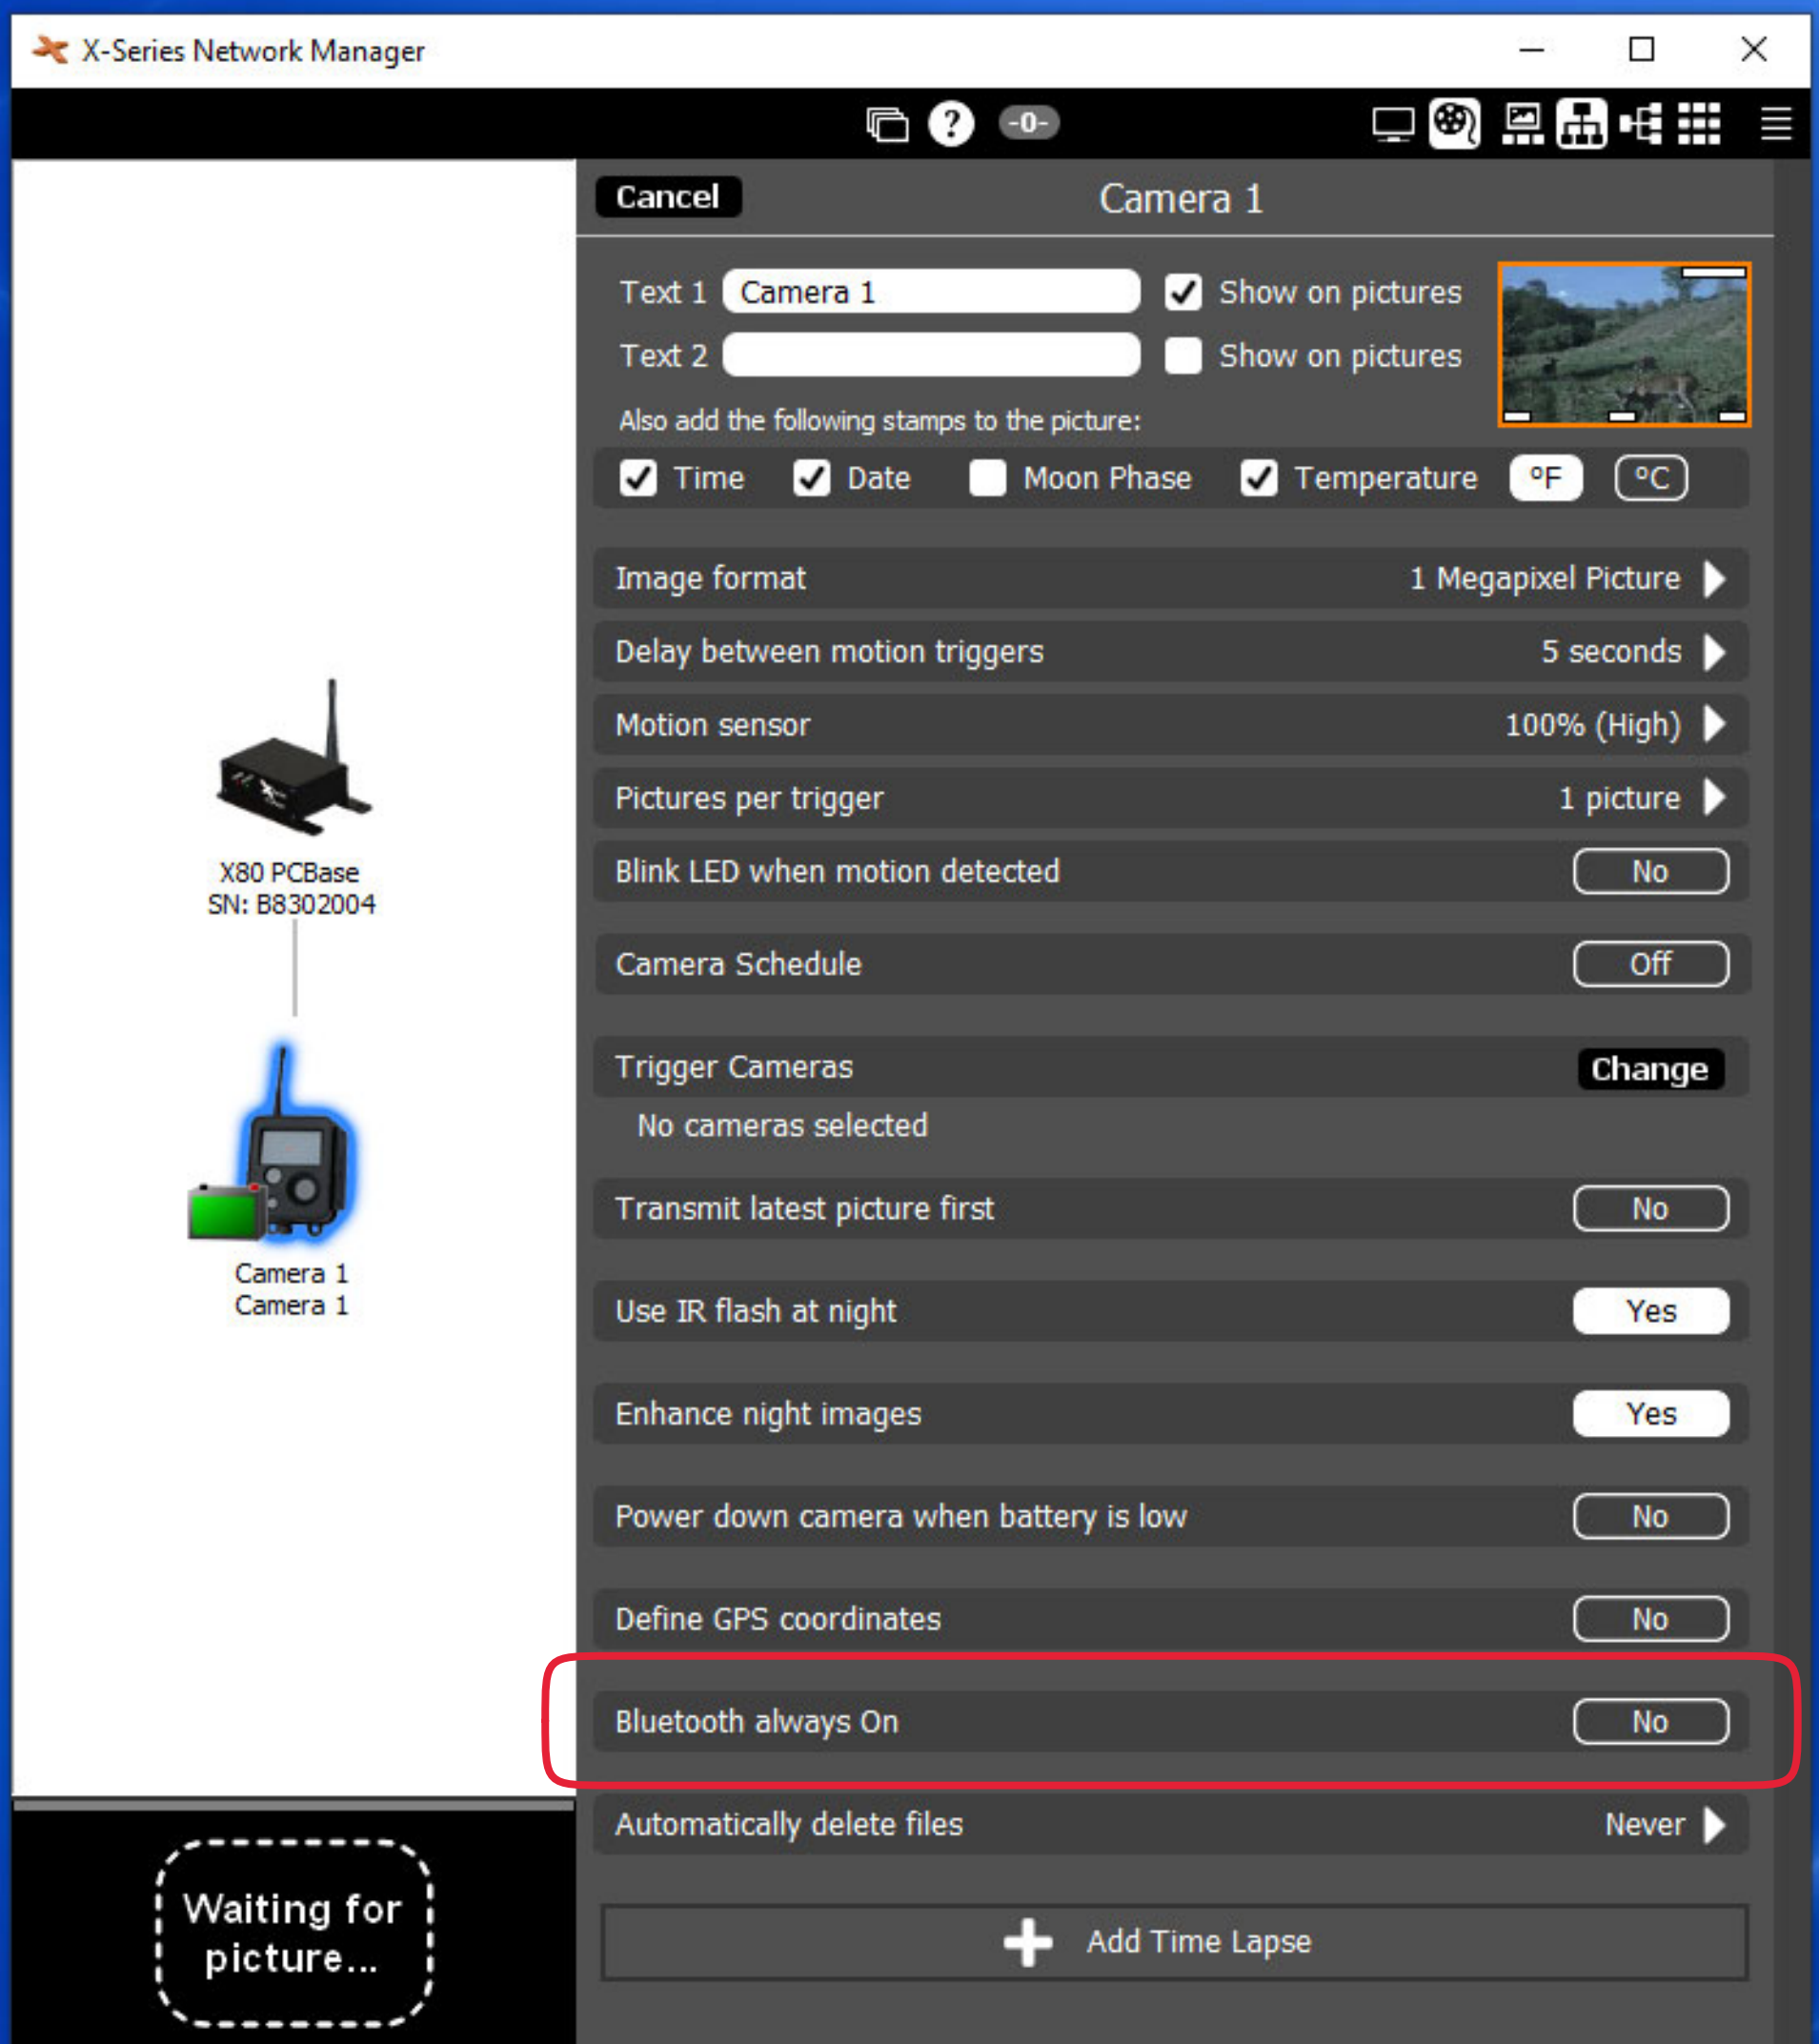 X-Series Network Manager
?
-0-
Cancel
Camera 1
Text 1
Camera 1
Show on pictures
Text 2
Show on pictures
Also add the following stamps to the picture:
Time
Date
Moon Phase
Temperature
ºF
ºC
Image format
1 Megapixel Picture
Delay between motion triggers
5 seconds
Motion sensor
100% (High)
Pictures per trigger
1 picture
Blink LED when motion detected
No
Camera Schedule
Off
Trigger Cameras
Change
No cameras selected
Transmit latest picture first
No
Use IR flash at night
Yes
Enhance night images
Yes
Power down camera when battery is low
No
Define GPS coordinates
No
Bluetooth always On
No
Automatically delete files
Never
Add Time Lapse
X80 PCBase
SN: B8302004
Camera 1
Camera 1
Waiting for
picture...